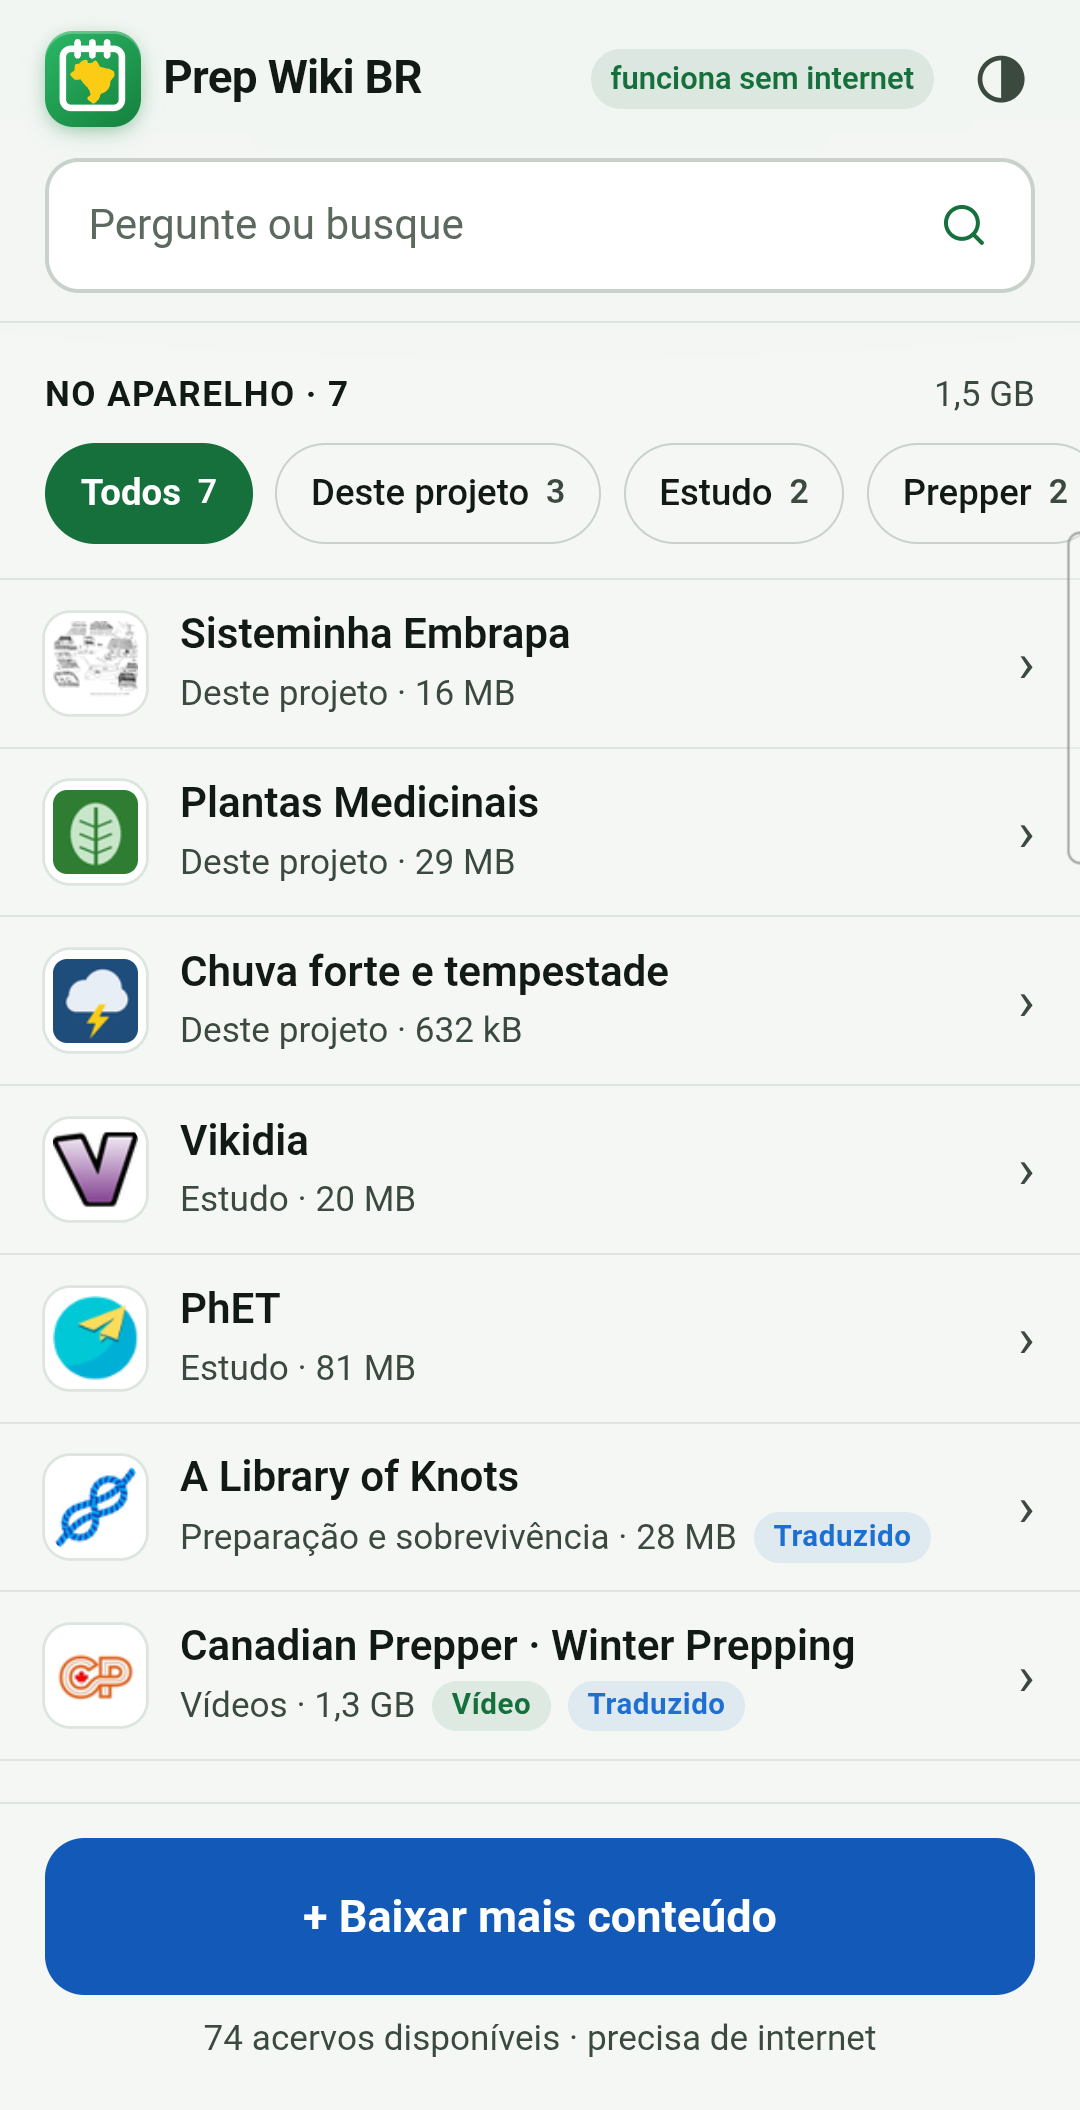 Prep Wiki BR
funciona sem internet
Pergunte ou busque
NO APARELHO · 7
1,5 GB
Todos 7
Deste projeto 3
Estudo 2
Prepper 2
Sisteminha Embrapa
Deste projeto · 16 MB
Plantas Medicinais
Deste projeto · 29 MB
Chuva forte e tempestade
Deste projeto · 632 kB
V
Vikidia
Estudo · 20 MB
PhET
Estudo · 81 MB
A Library of Knots
Preparação e sobrevivência · 28 MB Traduzido
CP
Canadian Prepper · Winter Prepping
Vídeos · 1,3 GB Vídeo Traduzido
+ Baixar mais conteúdo
74 acervos disponíveis · precisa de internet